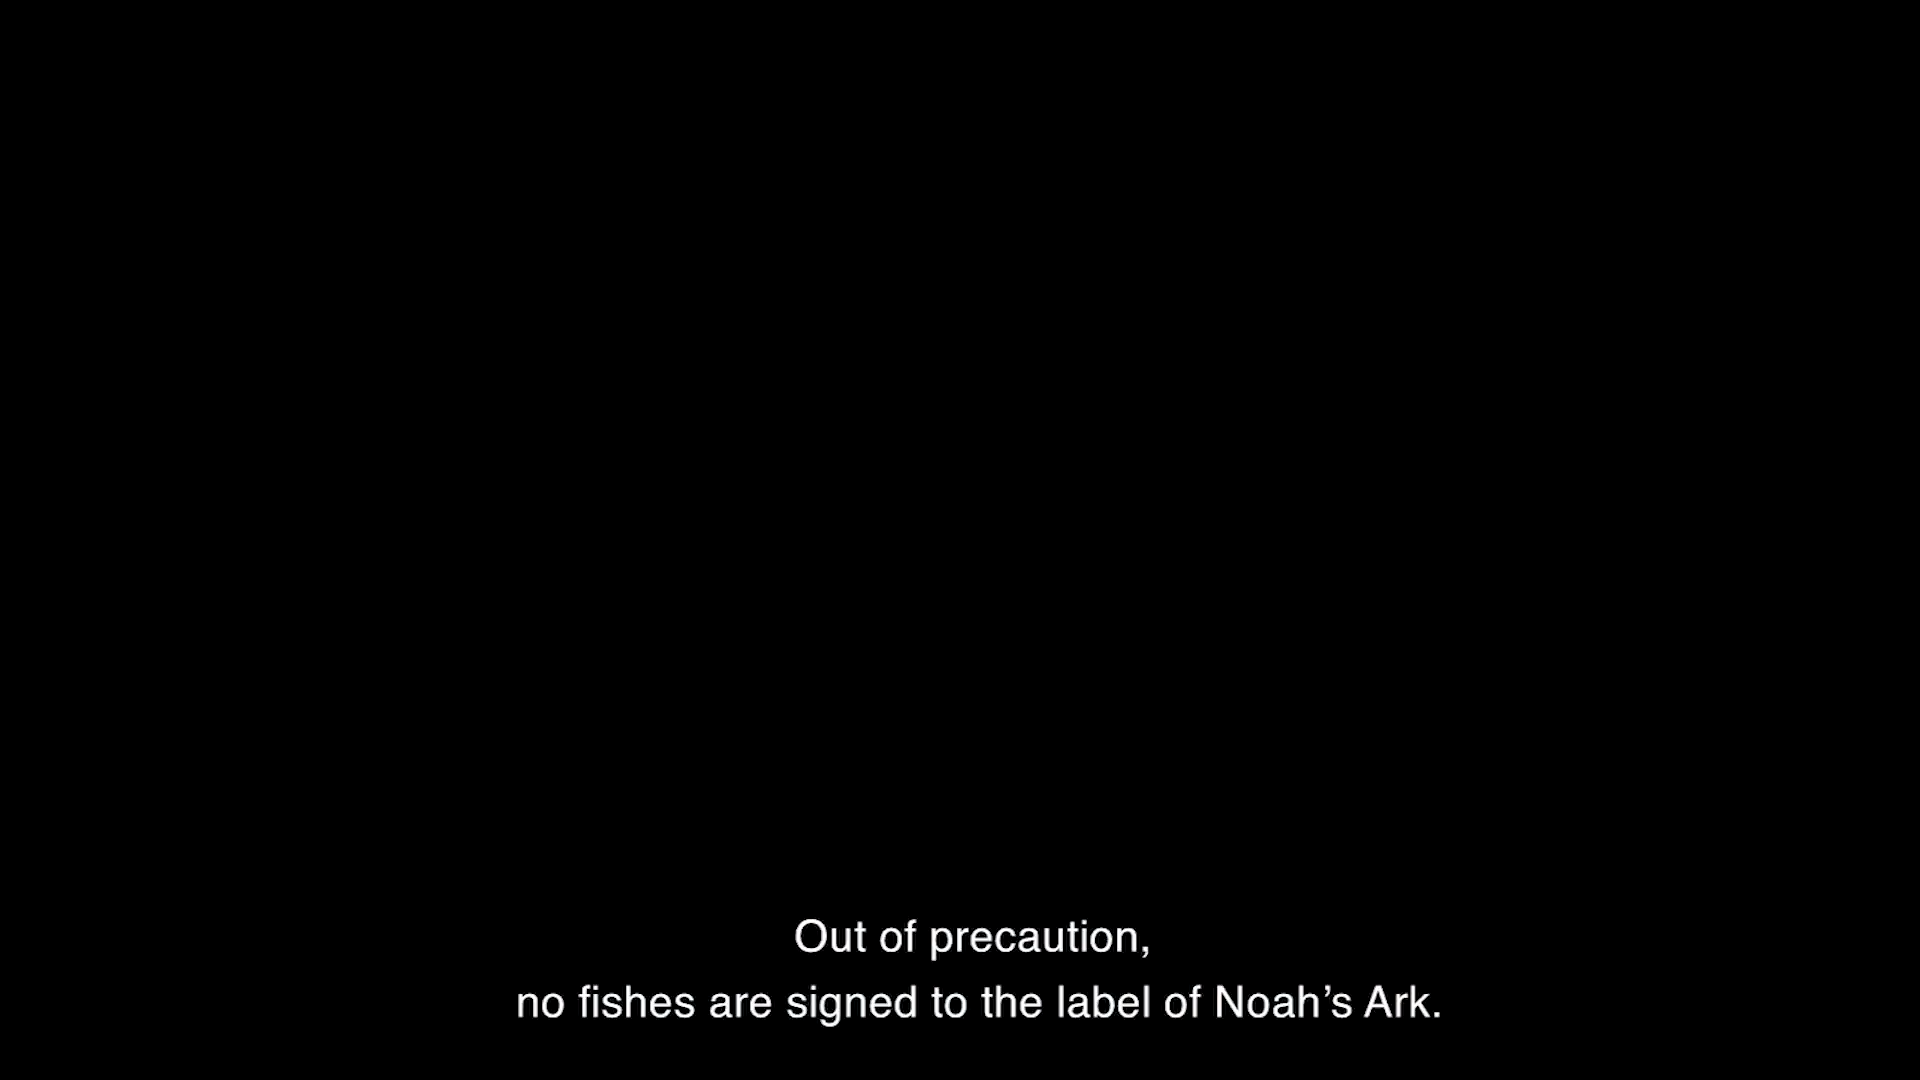 Out of precaution,
no fishes are signed to the label of Noah’s Ark.